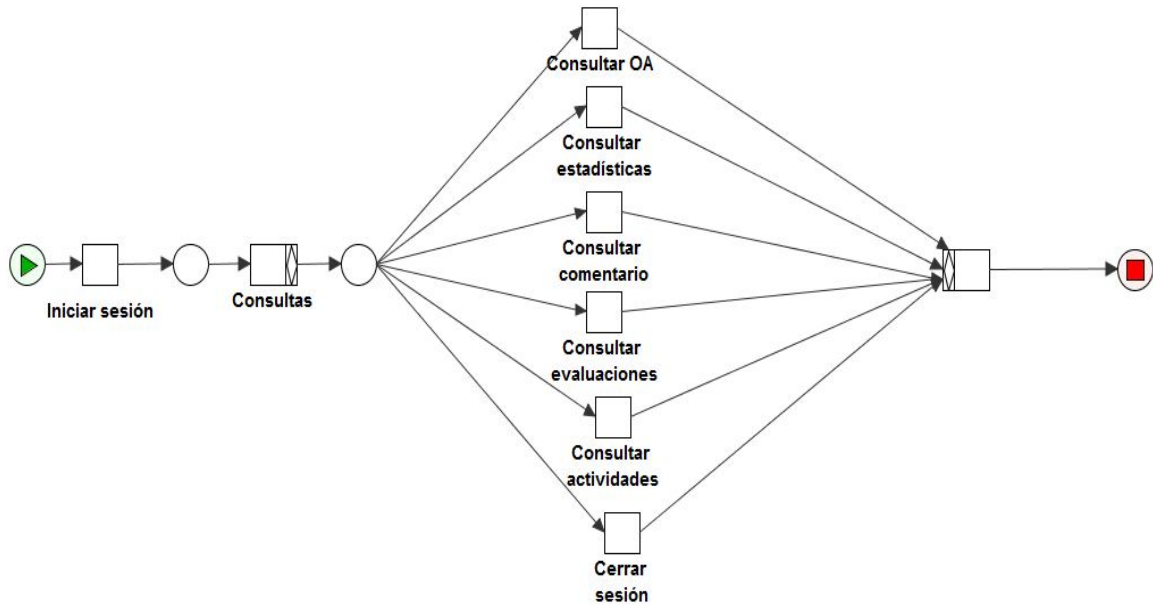 Iniciar sesión
Consultas
Consultar OA
Consultar
estadísticas
Consultar
comentario
Consultar
evaluaciones
Consultar
actividades
Cerrar
sesión